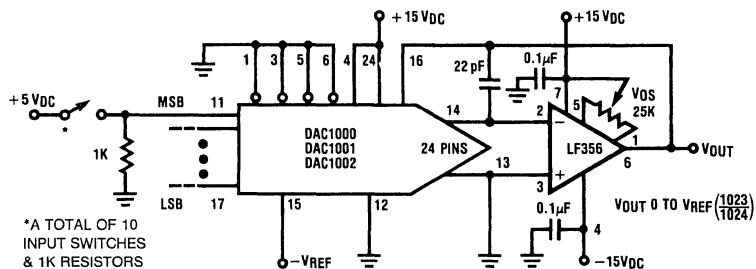 +15 VDC
+15 VDC
1 3 5 6 4 24 16
22 pF
0.1µF
7
5
VOS
25K
+5 VDC
*
MSB 11
14
2
−
1
1K
DAC1000
DAC1001
DAC1002
24 PINS
LF356
6
VOUT
13
3
+
LSB 17
15
12
0.1µF
4
VOUT 0 TO VREF(1023/1024)
−VREF
−15VDC
*A TOTAL OF 10
INPUT SWITCHES
& 1K RESISTORS